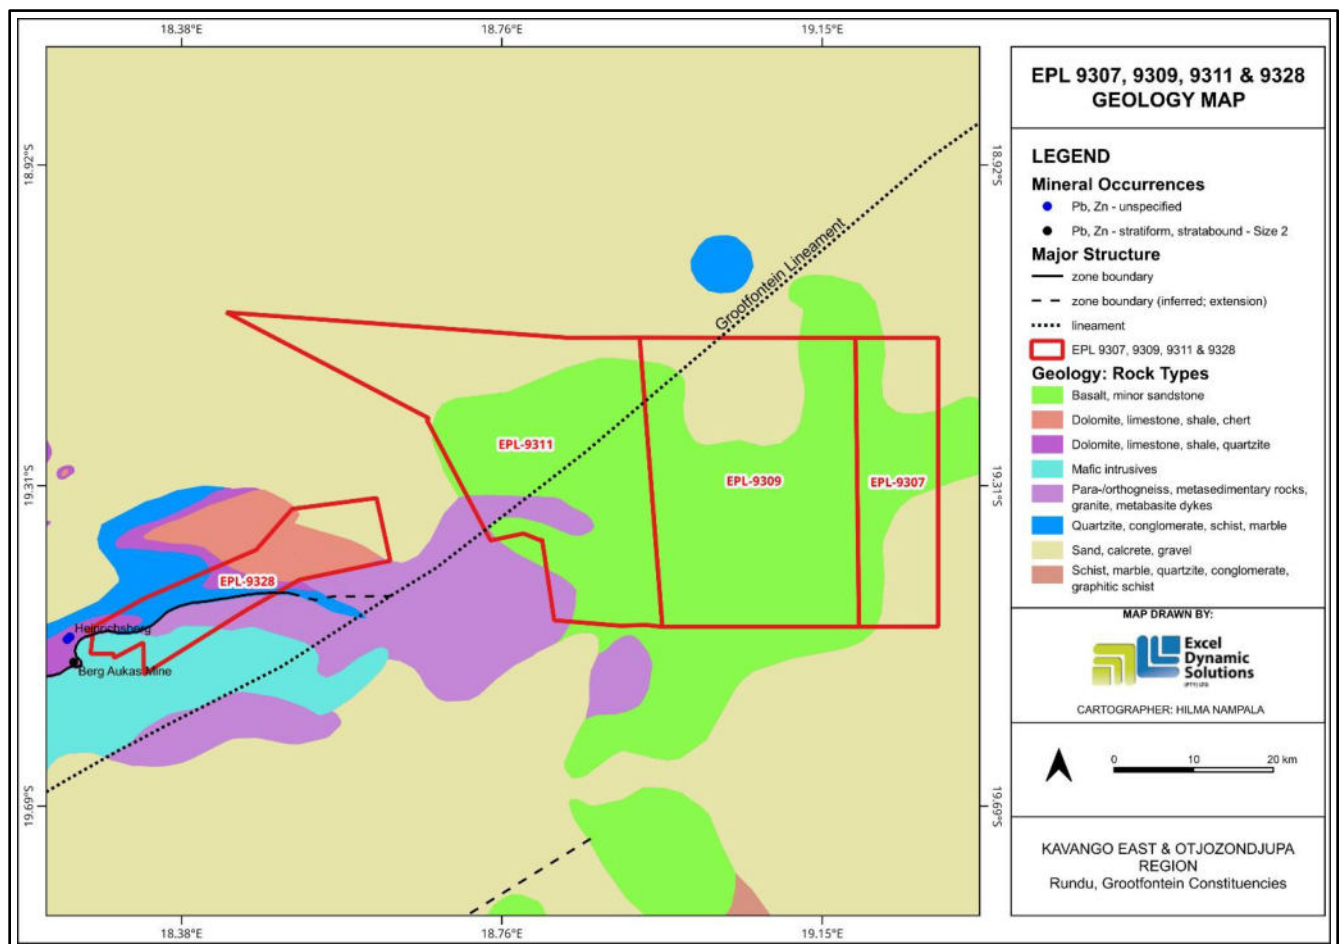 18.38°E
18.76°E
19.15°E
18.92°S
18.92°S
Grootfontein Lineament
EPL-9311
EPL-9309
EPL-9307
19.31°S
19.31°S
EPL-9328
Heinrichsberg
Berg Aukas Mine
19.69°S
19.69°S
18.38°E
18.76°E
19.15°E
EPL 9307, 9309, 9311 & 9328
GEOLOGY MAP
LEGEND
Mineral Occurrences
Pb, Zn - unspecified
Pb, Zn - stratiform, stratabound - Size 2
Major Structure
zone boundary
zone boundary (inferred; extension)
lineament
EPL 9307, 9309, 9311 & 9328
Geology: Rock Types
Basalt, minor sandstone
Dolomite, limestone, shale, chert
Dolomite, limestone, shale, quartzite
Mafic intrusives
Para-/orthogneiss, metasedimentary rocks,
granite, metabasite dykes
Quartzite, conglomerate, schist, marble
Sand, calcrete, gravel
Schist, marble, quartzite, conglomerate,
graphitic schist
MAP DRAWN BY:
Excel
Dynamic
Solutions
(PTY) LTD
CARTOGRAPHER: HILMA NAMPALA
0 10 20 km
KAVANGO EAST & OTJOZONDJUPA
REGION
Rundu, Grootfontein Constituencies